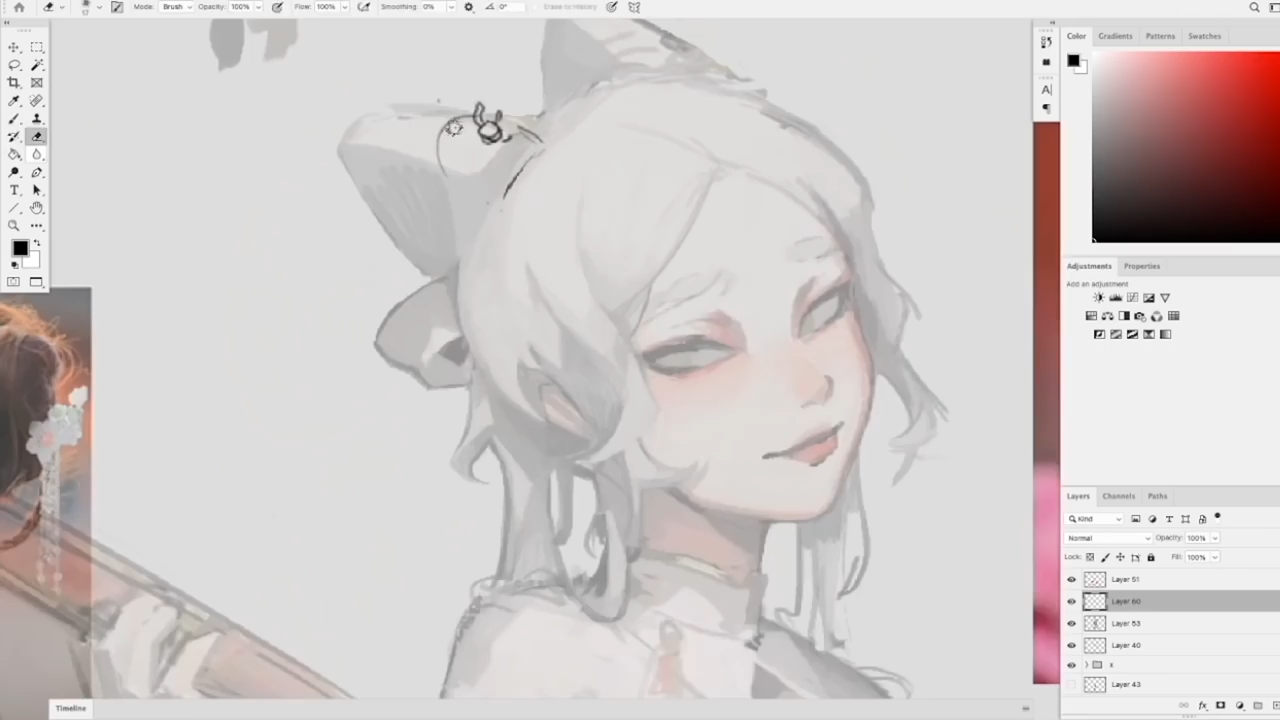 Mode: Brush Opacity: 100% Flow: 100% Smoothing: 0% 0° Erase to History
Color Gradients Patterns Swatches
Adjustments Properties
Add an adjustment
Layers Channels Paths
Kind
Normal Opacity: 100%
Lock: Fill: 100%
Layer 51
Layer 60
Layer 53
Layer 40
x
Layer 43
Timeline